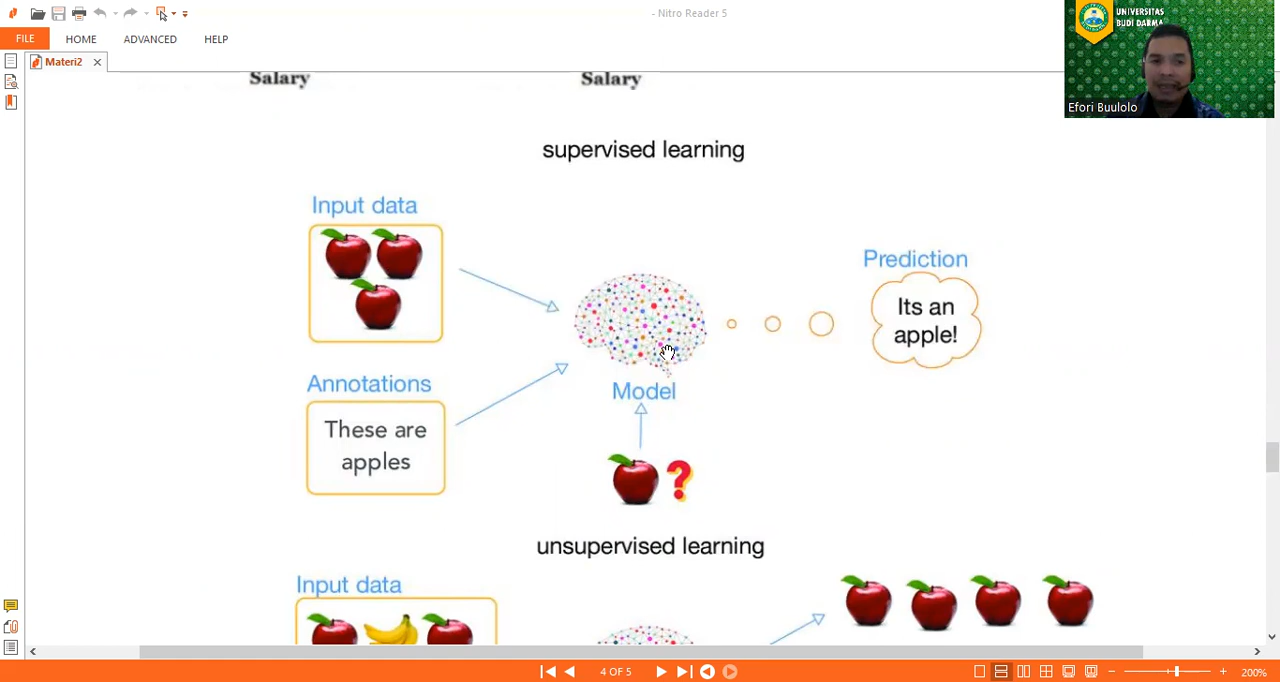 - Nitro Reader 5
FILE HOME ADVANCED HELP
Materi2
UNIVERSITAS
BUDI DARMA
Efori Buulolo
Salary Salary
supervised learning
Input data
Prediction
Its an
apple!
Annotations
Model
These are
apples
?
unsupervised learning
Input data
4 OF 5
200%